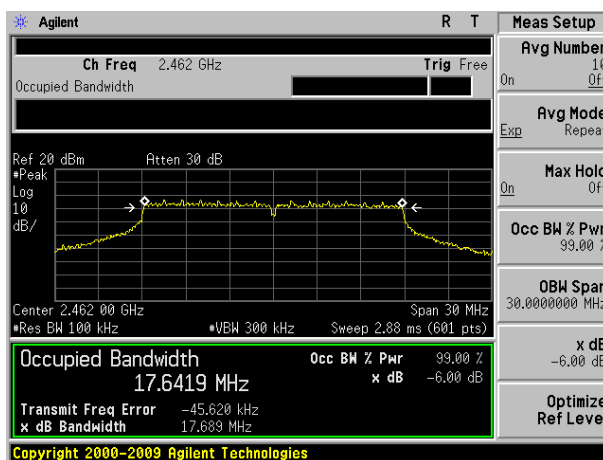 Agilent R T Meas Setup
Ch Freq 2.462 GHz Trig Free
Occupied Bandwidth
Ref 20 dBm Atten 30 dB
#Peak
Log
10
dB/
Center 2.462 00 GHz Span 30 MHz
#Res BW 100 kHz #VBW 300 kHz Sweep 2.88 ms (601 pts)
Occupied Bandwidth Occ BW % Pwr 99.00 %
17.6419 MHz x dB -6.00 dB
Transmit Freq Error -45.620 kHz
x dB Bandwidth 17.689 MHz
Copyright 2000-2009 Agilent Technologies
Avg Number
10
On Of
Avg Mode
Exp Repeat
Max Hold
On Of
Occ BW % Pwr
99.00 %
OBW Span
30.0000000 MHz
x dB
-6.00 dB
Optimize
Ref Level